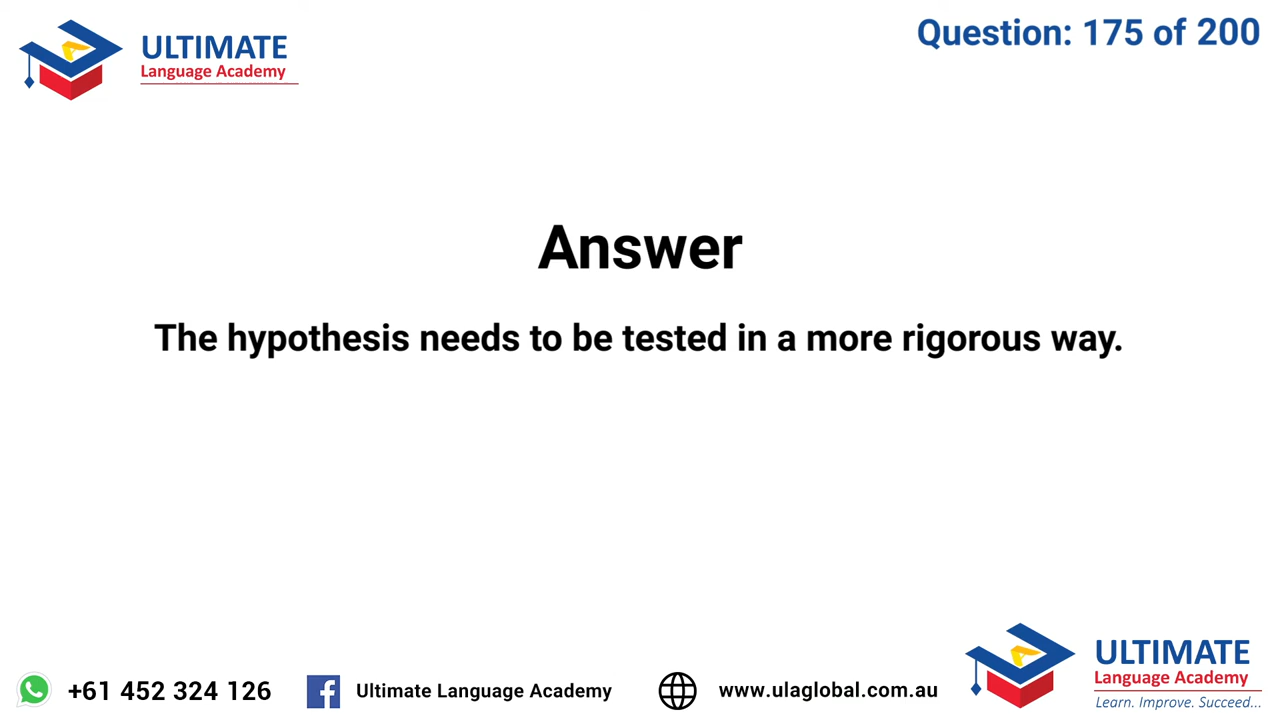 ULTIMATE
Language Academy
Question: 175 of 200
Answer
The hypothesis needs to be tested in a more rigorous way.
+61 452 324 126
Ultimate Language Academy
www.ulaglobal.com.au
ULTIMATE
Language Academy
Learn. Improve. Succeed...